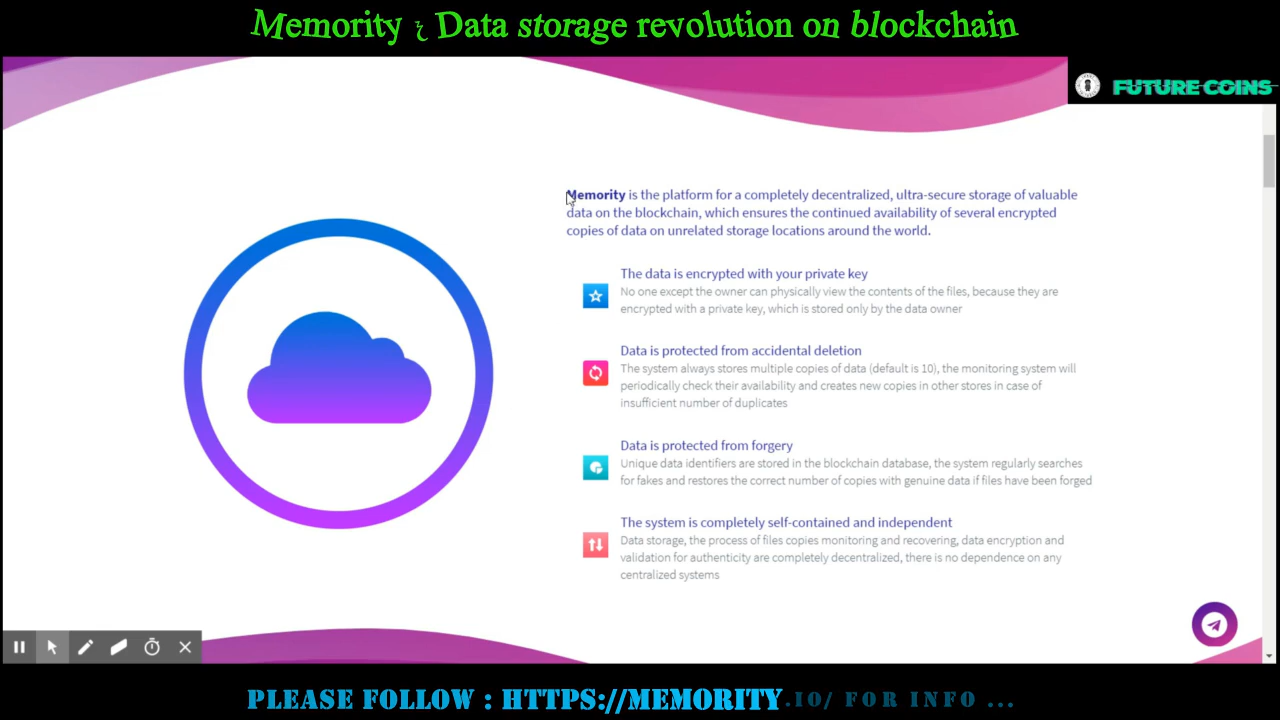 Memority : Data storage revolution on blockchain
FUTURE COINS
Memority is the platform for a completely decentralized, ultra-secure storage of valuable
data on the blockchain, which ensures the continued availability of several encrypted
copies of data on unrelated storage locations around the world.
The data is encrypted with your private key
No one except the owner can physically view the contents of the files, because they are
encrypted with a private key, which is stored only by the data owner
Data is protected from accidental deletion
The system always stores multiple copies of data (default is 10), the monitoring system will
periodically check their availability and creates new copies in other stores in case of
insufficient number of duplicates
Data is protected from forgery
Unique data identifiers are stored in the blockchain database, the system regularly searches
for fakes and restores the correct number of copies with genuine data if files have been forged
The system is completely self-contained and independent
Data storage, the process of files copies monitoring and recovering, data encryption and
validation for authenticity are completely decentralized, there is no dependence on any
centralized systems
PLEASE FOLLOW : HTTPS://MEMORITY.IO/ FOR INFO ...